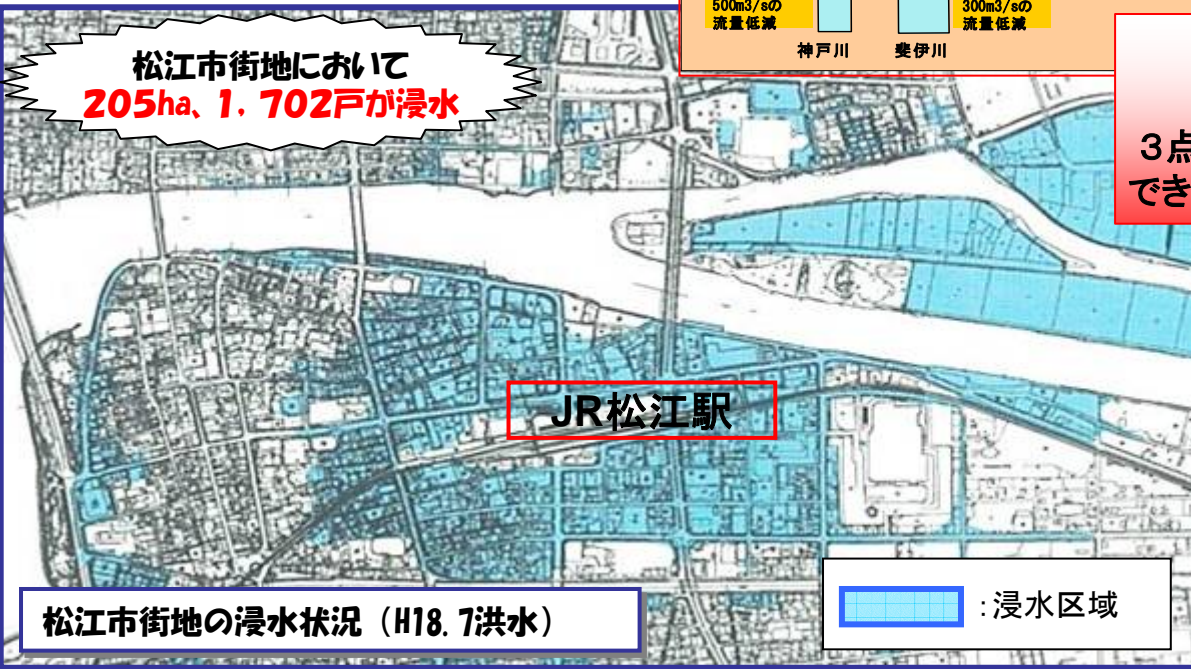 500m3/sの
流量低減
300m3/sの
流量低減
神戸川
斐伊川
松江市街地において
205ha、1,702戸が浸水
3点
でき
JR松江駅
松江市街地の浸水状況（H18.7洪水）
：浸水区域